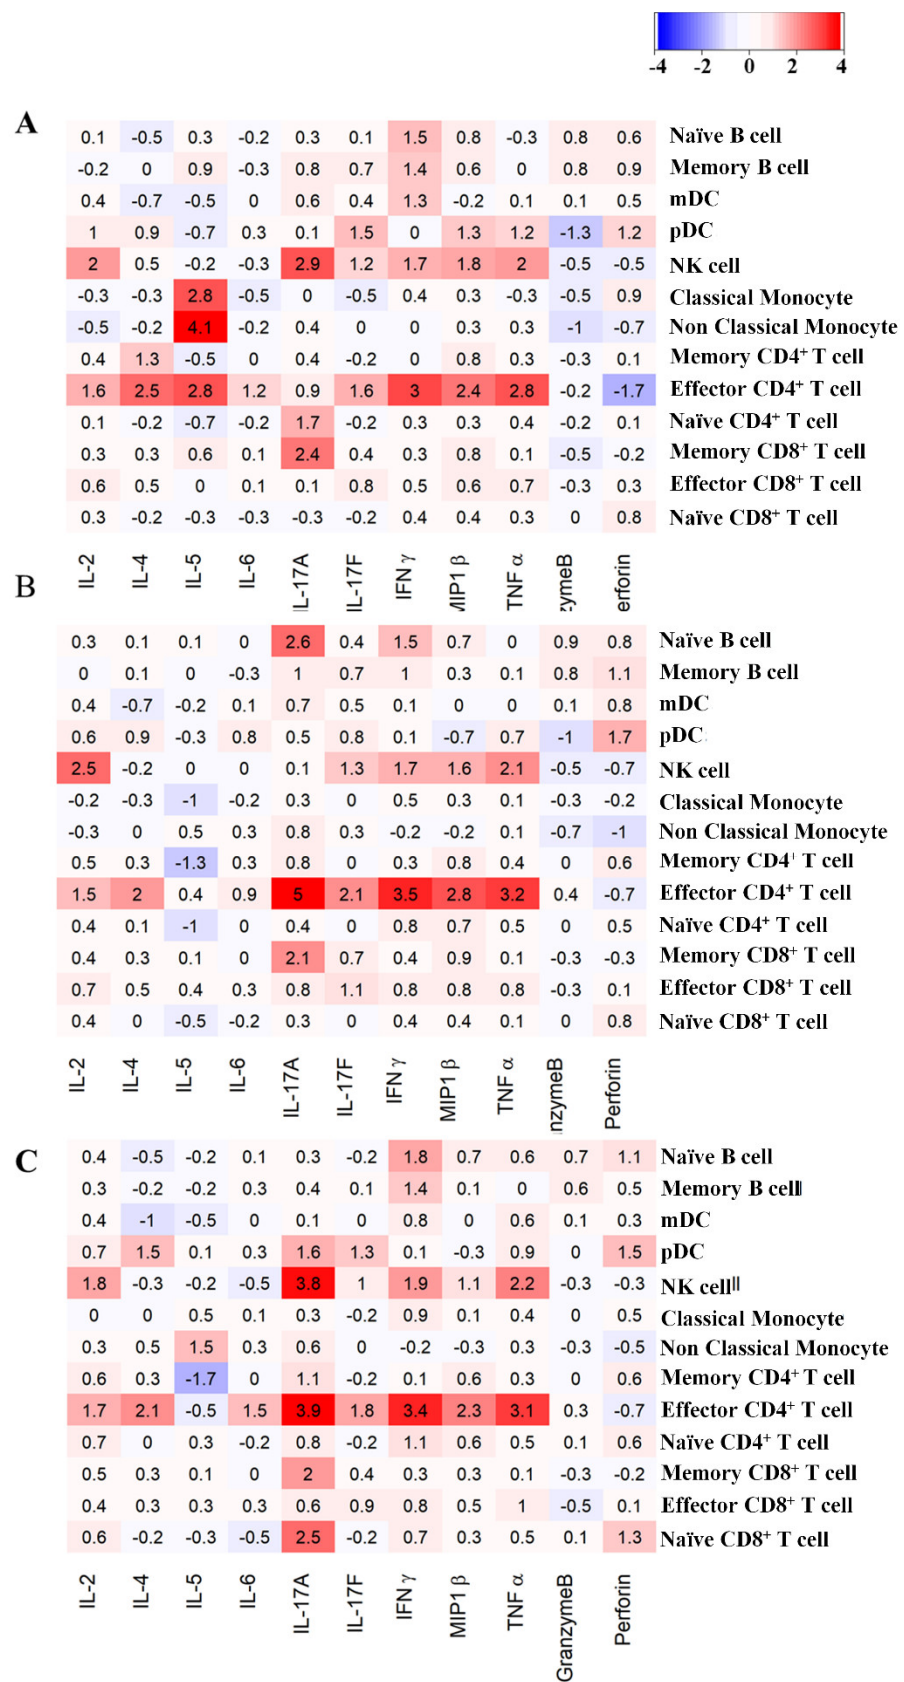 -4 -2 0 2 4
A
0.1 -0.5 0.3 -0.2 0.3 0.1 1.5 0.8 -0.3 0.8 0.6 Naïve B cell
-0.2 0 0.9 -0.3 0.8 0.7 1.4 0.6 0 0.8 0.9 Memory B cell
0.4 -0.7 -0.5 0 0.6 0.4 1.3 -0.2 0.1 0.1 0.5 mDC
1 0.9 -0.7 0.3 0.1 1.5 0 1.3 1.2 -1.3 1.2 pDC
2 0.5 -0.2 -0.3 2.9 1.2 1.7 1.8 2 -0.5 -0.5 NK cell
-0.3 -0.3 2.8 -0.5 0 -0.5 0.4 0.3 -0.3 -0.5 0.9 Classical Monocyte
-0.5 -0.2 4.1 -0.2 0.4 0 0 0.3 0.3 -1 -0.7 Non Classical Monocyte
0.4 1.3 -0.5 0 0.4 -0.2 0 0.8 0.3 -0.3 0.1 Memory CD4⁺ T cell
1.6 2.5 2.8 1.2 0.9 1.6 3 2.4 2.8 -0.2 -1.7 Effector CD4⁺ T cell
0.1 -0.2 -0.7 -0.2 1.7 -0.2 0.3 0.3 0.4 -0.2 0.1 Naïve CD4⁺ T cell
0.3 0.3 0.6 0.1 2.4 0.4 0.3 0.8 0.1 -0.5 -0.2 Memory CD8⁺ T cell
0.6 0.5 0 0.1 0.1 0.8 0.5 0.6 0.7 -0.3 0.3 Effector CD8⁺ T cell
0.3 -0.2 -0.3 -0.3 -0.3 -0.2 0.4 0.4 0.3 0 0.8 Naïve CD8⁺ T cell
IL-2 IL-4 IL-5 IL-6 IL-17A IL-17F IFN γ MIP1 β TNF α zymeB erforin
B
0.3 0.1 0.1 0 2.6 0.4 1.5 0.7 0 0.9 0.8 Naïve B cell
0 0.1 0 -0.3 1 0.7 1 0.3 0.1 0.8 1.1 Memory B cell
0.4 -0.7 -0.2 0.1 0.7 0.5 0.1 0 0 0.1 0.8 mDC
0.6 0.9 -0.3 0.8 0.5 0.8 0.1 -0.7 0.7 -1 1.7 pDC
2.5 -0.2 0 0 0.1 1.3 1.7 1.6 2.1 -0.5 -0.7 NK cell
-0.2 -0.3 -1 -0.2 0.3 0 0.5 0.3 0.1 -0.3 -0.2 Classical Monocyte
-0.3 0 0.5 0.3 0.8 0.3 -0.2 -0.2 0.1 -0.7 -1 Non Classical Monocyte
0.5 0.3 -1.3 0.3 0.8 0 0.3 0.8 0.4 0 0.6 Memory CD4⁺ T cell
1.5 2 0.4 0.9 5 2.1 3.5 2.8 3.2 0.4 -0.7 Effector CD4⁺ T cell
0.4 0.1 -1 0 0.4 0 0.8 0.7 0.5 0 0.5 Naïve CD4⁺ T cell
0.4 0.3 0.1 0 2.1 0.7 0.4 0.9 0.1 -0.3 -0.3 Memory CD8⁺ T cell
0.7 0.5 0.4 0.3 0.8 1.1 0.8 0.8 0.8 -0.3 0.1 Effector CD8⁺ T cell
0.4 0 -0.5 -0.2 0.3 0 0.4 0.4 0.1 0 0.8 Naïve CD8⁺ T cell
IL-2 IL-4 IL-5 IL-6 IL-17A IL-17F IFN γ MIP1 β TNF α nzymeB Perforin
C
0.4 -0.5 -0.2 0.1 0.3 -0.2 1.8 0.7 0.6 0.7 1.1 Naïve B cell
0.3 -0.2 -0.2 0.3 0.4 0.1 1.4 0.1 0 0.6 0.5 Memory B cell
0.4 -1 -0.5 0 0.1 0 0.8 0 0.6 0.1 0.3 mDC
0.7 1.5 0.1 0.3 1.6 1.3 0.1 -0.3 0.9 0 1.5 pDC
1.8 -0.3 -0.2 -0.5 3.8 1 1.9 1.1 2.2 -0.3 -0.3 NK cell
0 0 0.5 0.1 0.3 -0.2 0.9 0.1 0.4 0 0.5 Classical Monocyte
0.3 0.5 1.5 0.3 0.6 0 -0.2 -0.3 0.3 -0.3 -0.5 Non Classical Monocyte
0.6 0.3 -1.7 0 1.1 -0.2 0.1 0.6 0.3 0 0.6 Memory CD4⁺ T cell
1.7 2.1 -0.5 1.5 3.9 1.8 3.4 2.3 3.1 0.3 -0.7 Effector CD4⁺ T cell
0.7 0 0.3 -0.2 0.8 -0.2 1.1 0.6 0.5 0.1 0.6 Naïve CD4⁺ T cell
0.5 0.3 0.1 0 2 0.4 0.3 0.3 0.1 -0.3 -0.2 Memory CD8⁺ T cell
0.4 0.3 0.3 0.3 0.6 0.9 0.8 0.5 1 -0.5 0.1 Effector CD8⁺ T cell
0.6 -0.2 -0.3 -0.5 2.5 -0.2 0.7 0.3 0.5 0.1 1.3 Naïve CD8⁺ T cell
IL-2 IL-4 IL-5 IL-6 IL-17A IL-17F IFN γ MIP1 β TNF α GranzymeB Perforin